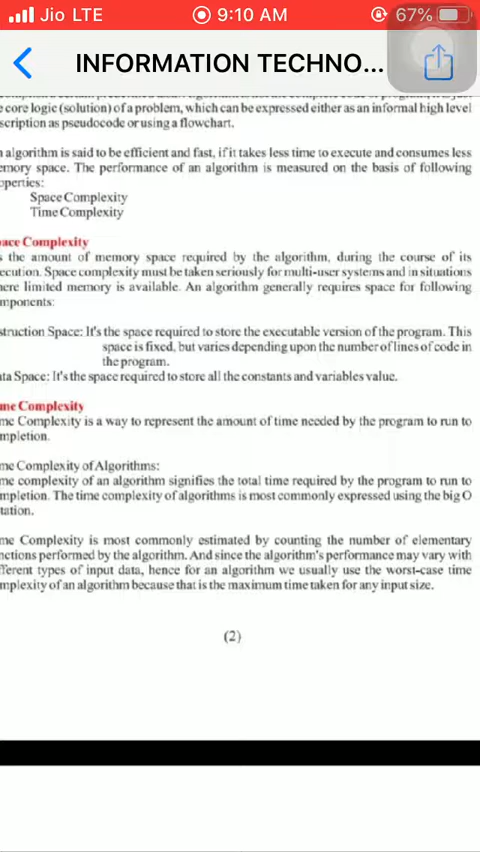 Jio LTE 9:10 AM 67%
INFORMATION TECHNO...
e core logic (solution) of a problem, which can be expressed either as an informal high level
scription as pseudocode or using a flowchart.
algorithm is said to be efficient and fast, if it takes less time to execute and consumes less
emory space. The performance of an algorithm is measured on the basis of following
operties:
Space Complexity
Time Complexity
pace Complexity
s the amount of memory space required by the algorithm, during the course of its
ecution. Space complexity must be taken seriously for multi-user systems and in situations
here limited memory is available. An algorithm generally requires space for following
mponents:
struction Space: It's the space required to store the executable version of the program. This
space is fixed, but varies depending upon the number of lines of code in
the program.
ata Space: It's the space required to store all the constants and variables value.
me Complexity
me Complexity is a way to represent the amount of time needed by the program to run to
mpletion.
me Complexity of Algorithms:
me complexity of an algorithm signifies the total time required by the program to run to
mpletion. The time complexity of algorithms is most commonly expressed using the big O
tation.
me Complexity is most commonly estimated by counting the number of elementary
nctions performed by the algorithm. And since the algorithm's performance may vary with
fferent types of input data, hence for an algorithm we usually use the worst-case time
mplexity of an algorithm because that is the maximum time taken for any input size.
(2)